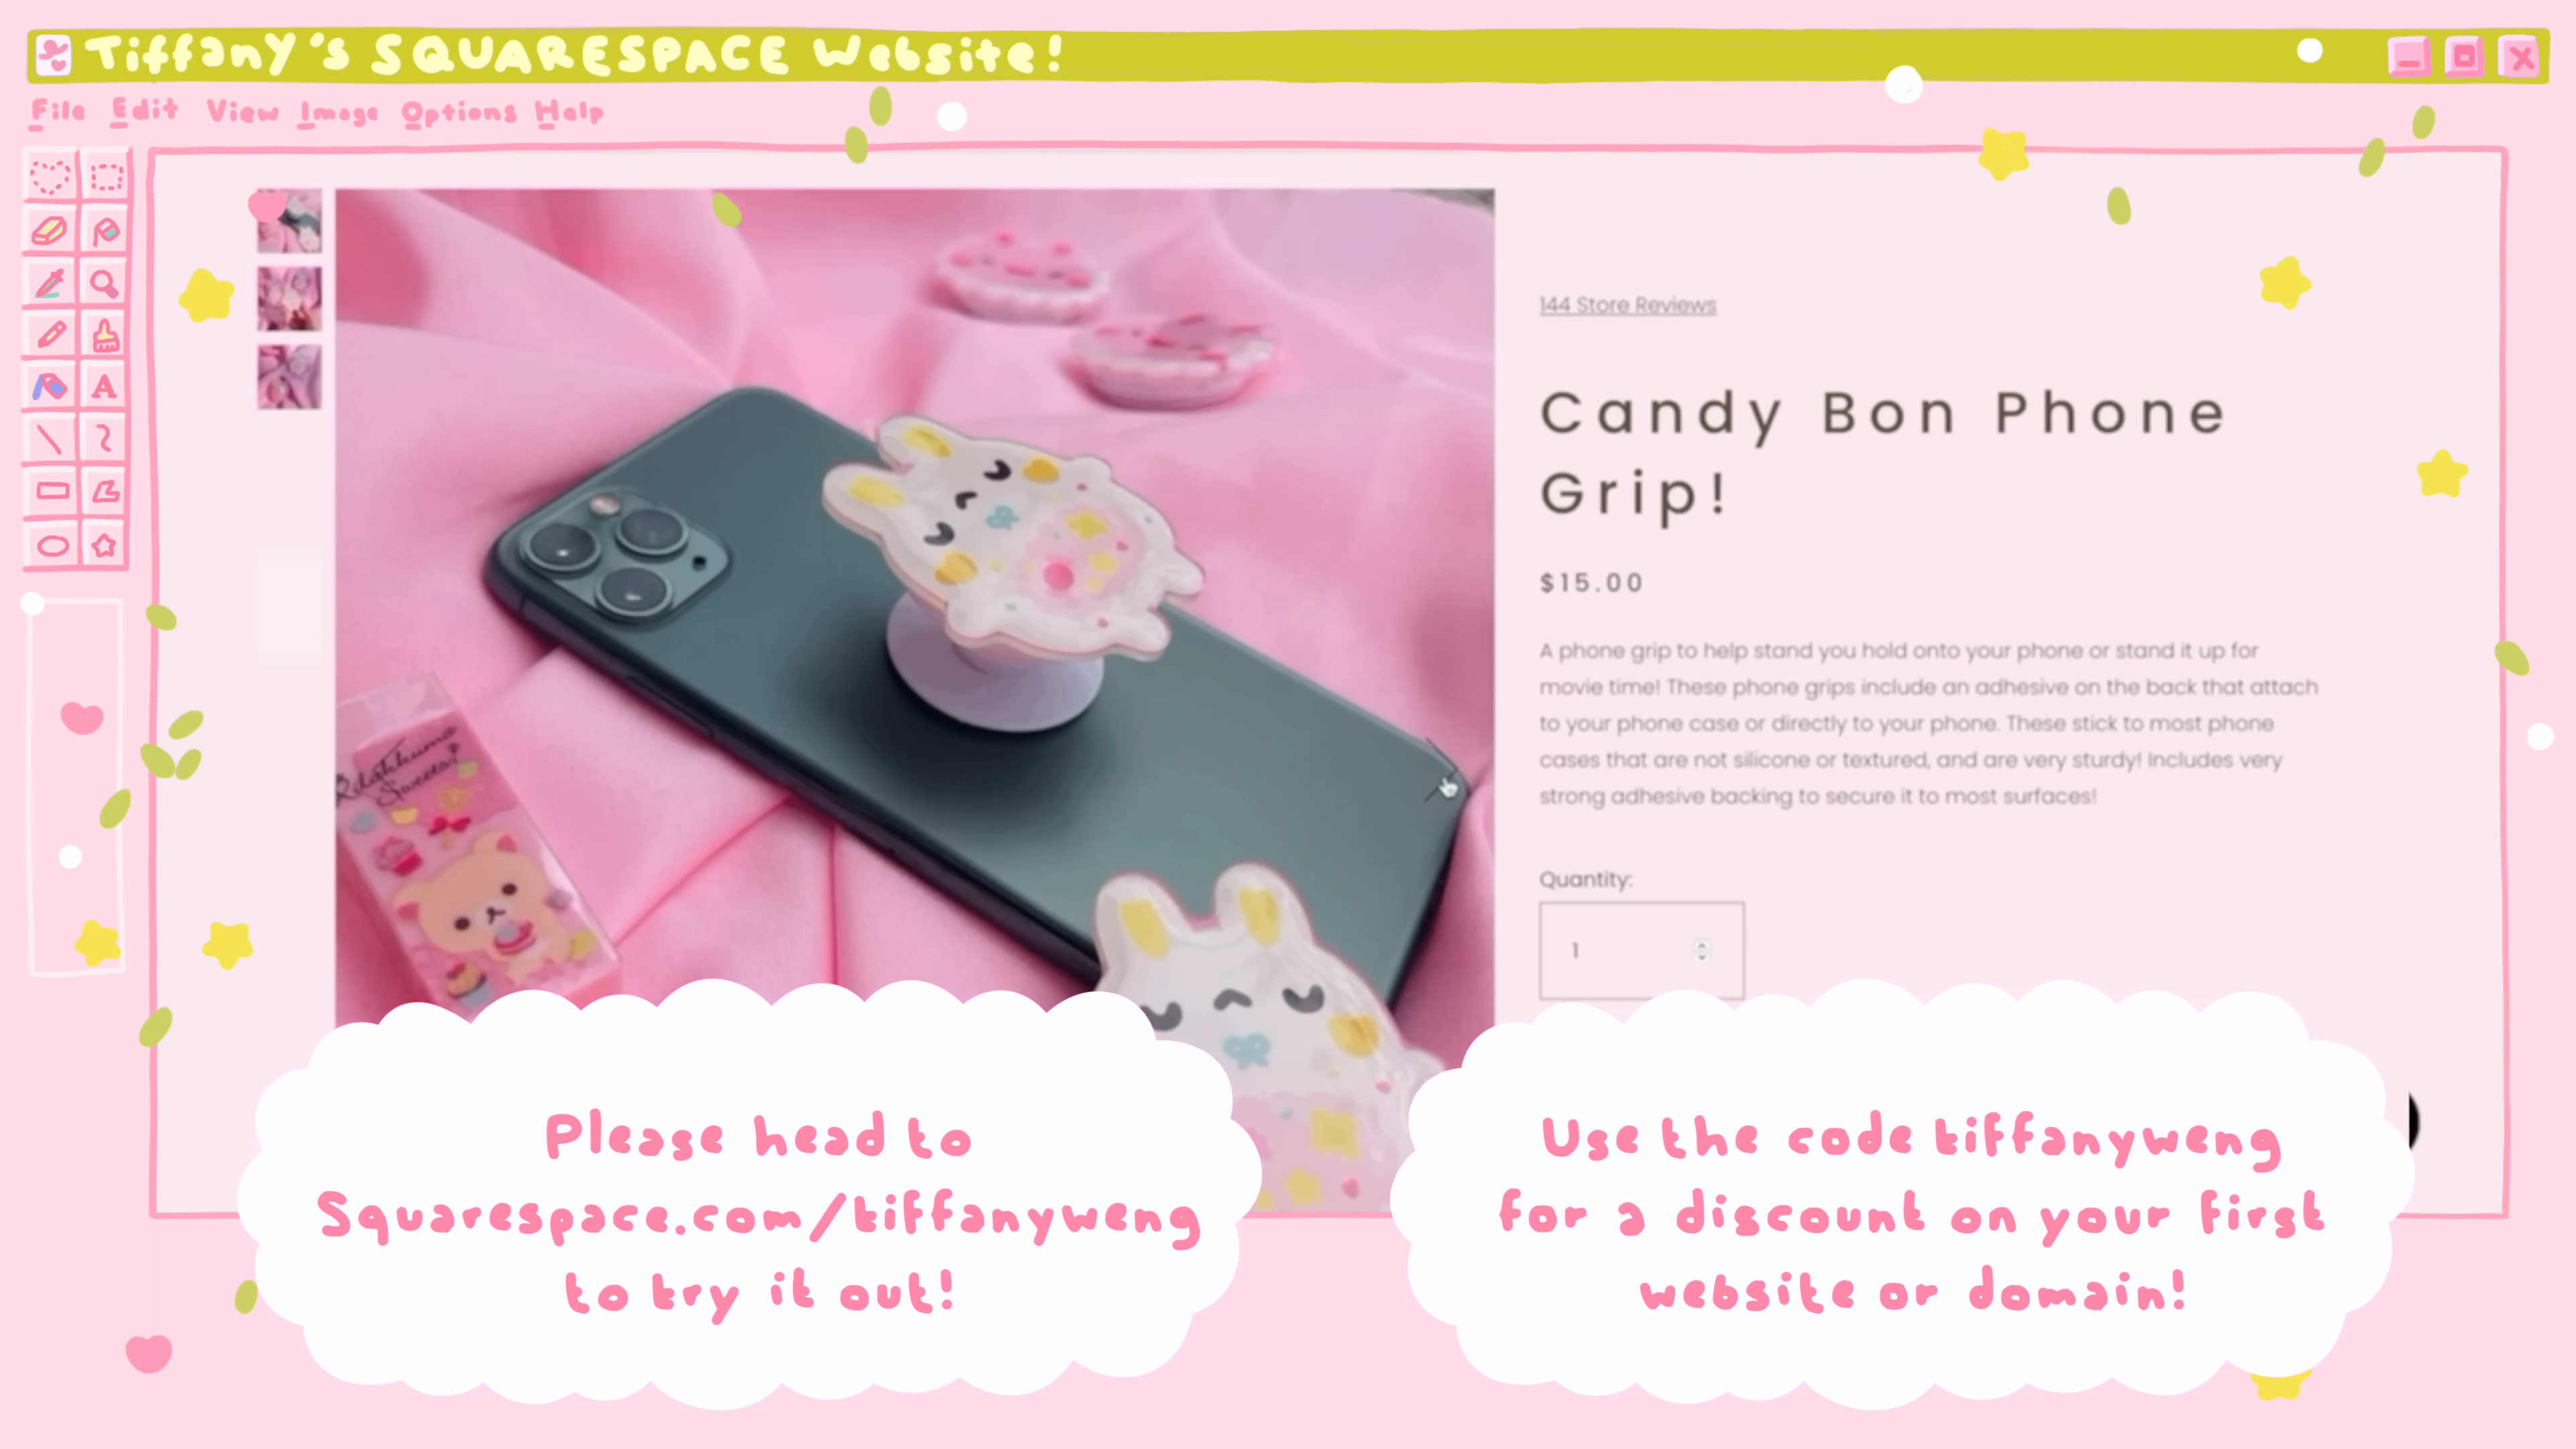 Tiffany's SQUARESPACE Website!
File Edit View Image Options Help
A
144 Store Reviews
Candy Bon Phone
Grip!
$15.00
A phone grip to help stand you hold onto your phone or stand it up for
movie time! These phone grips include an adhesive on the back that attach
to your phone case or directly to your phone. These stick to most phone
cases that are not silicone or textured, and are very sturdy! Includes very
strong adhesive backing to secure it to most surfaces!
Quantity:
1
Rilakkuma
Sweets!
Please head to
Squarespace.com/tiffanyweng
to try it out!
Use the code tiffanyweng
for a discount on your first
website or domain!